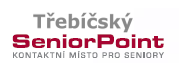 Třebíčský
SeniorPoint
KONTAKTNÍ MÍSTO PRO SENIORY